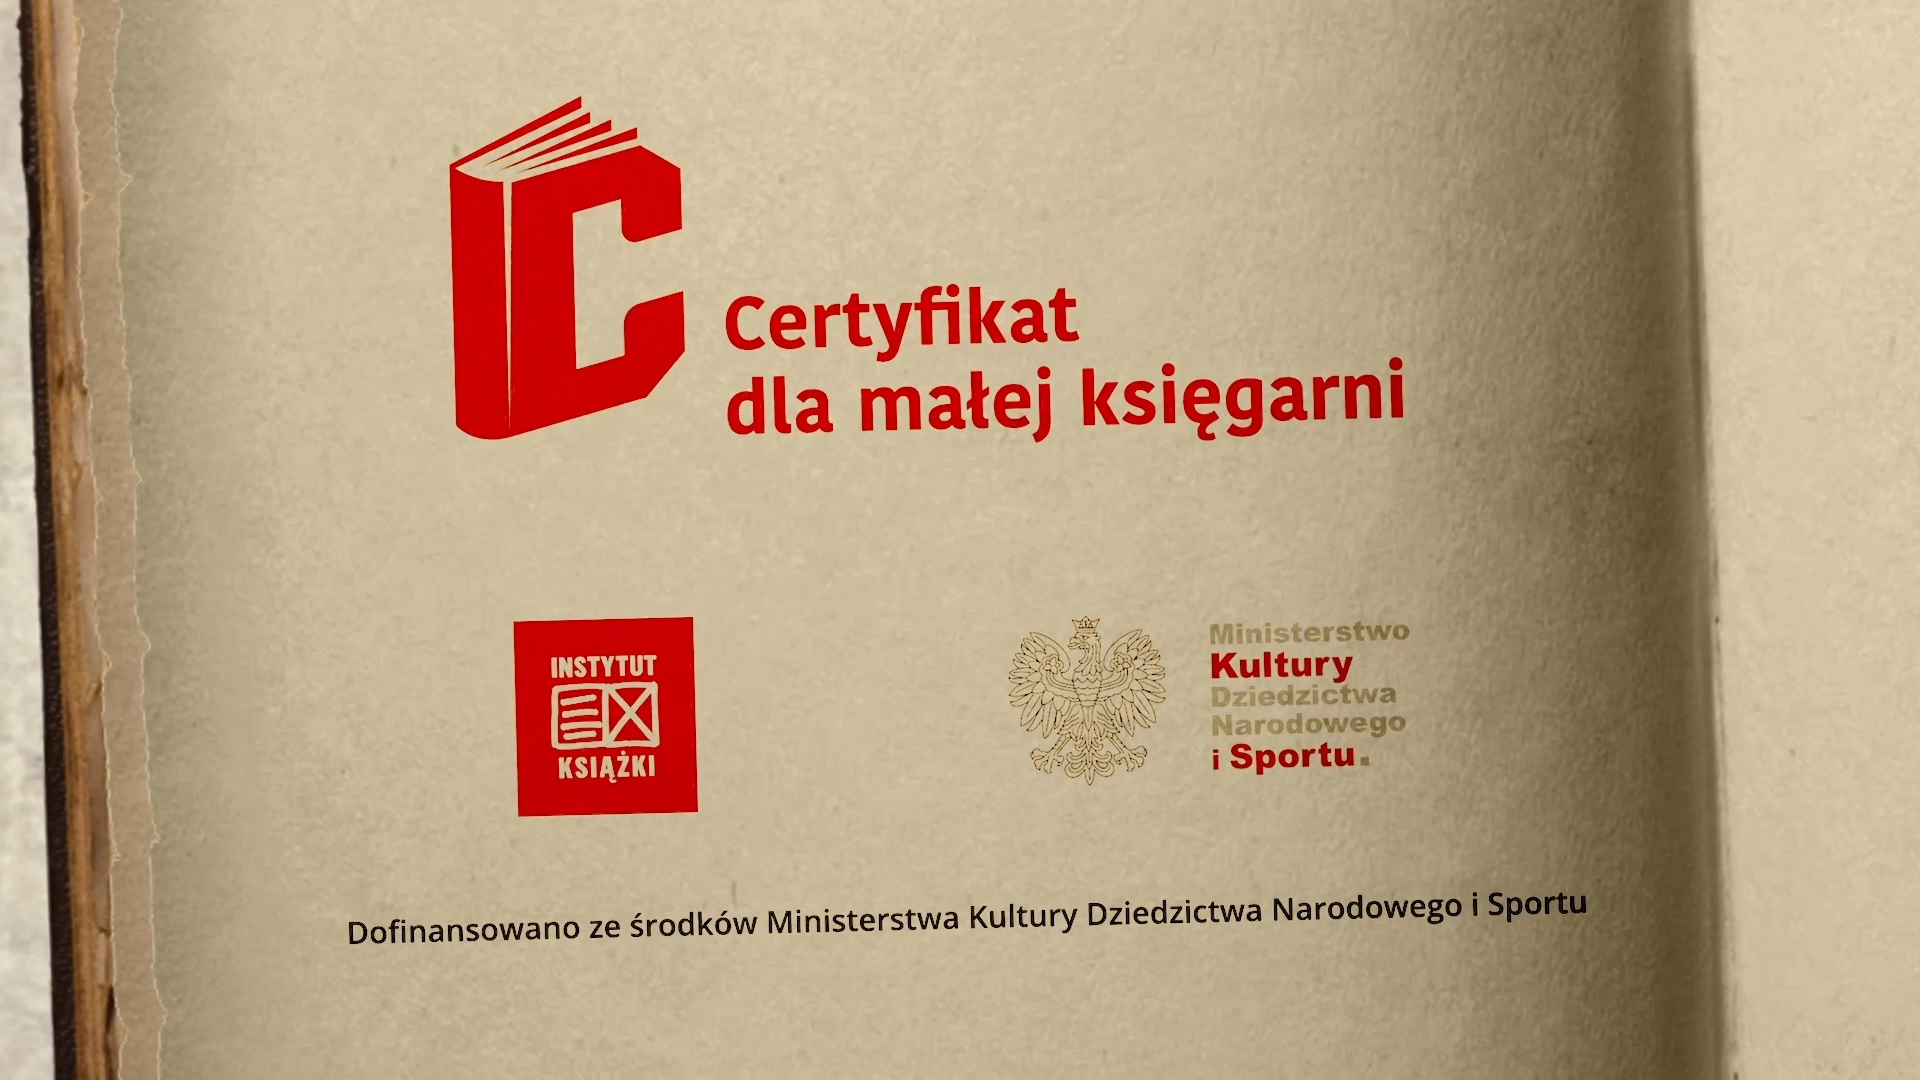 Certyfikat
dla małej księgarni
INSTYTUT
KSIĄŻKI
Ministerstwo
Kultury
Dziedzictwa
Narodowego
i Sportu.
Dofinansowano ze środków Ministerstwa Kultury Dziedzictwa Narodowego i Sportu